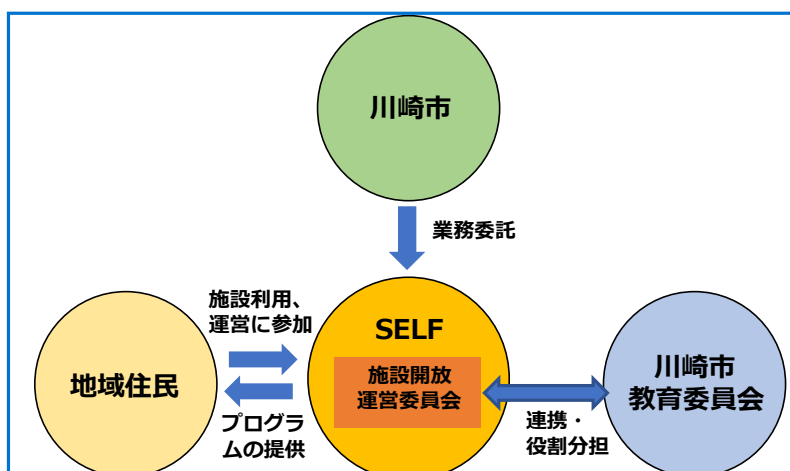 川崎市
業務委託
施設利用、
運営に参加
SELF
地域住民
施設開放
運営委員会
川崎市
教育委員会
プログラ
ムの提供
連携・
役割分担